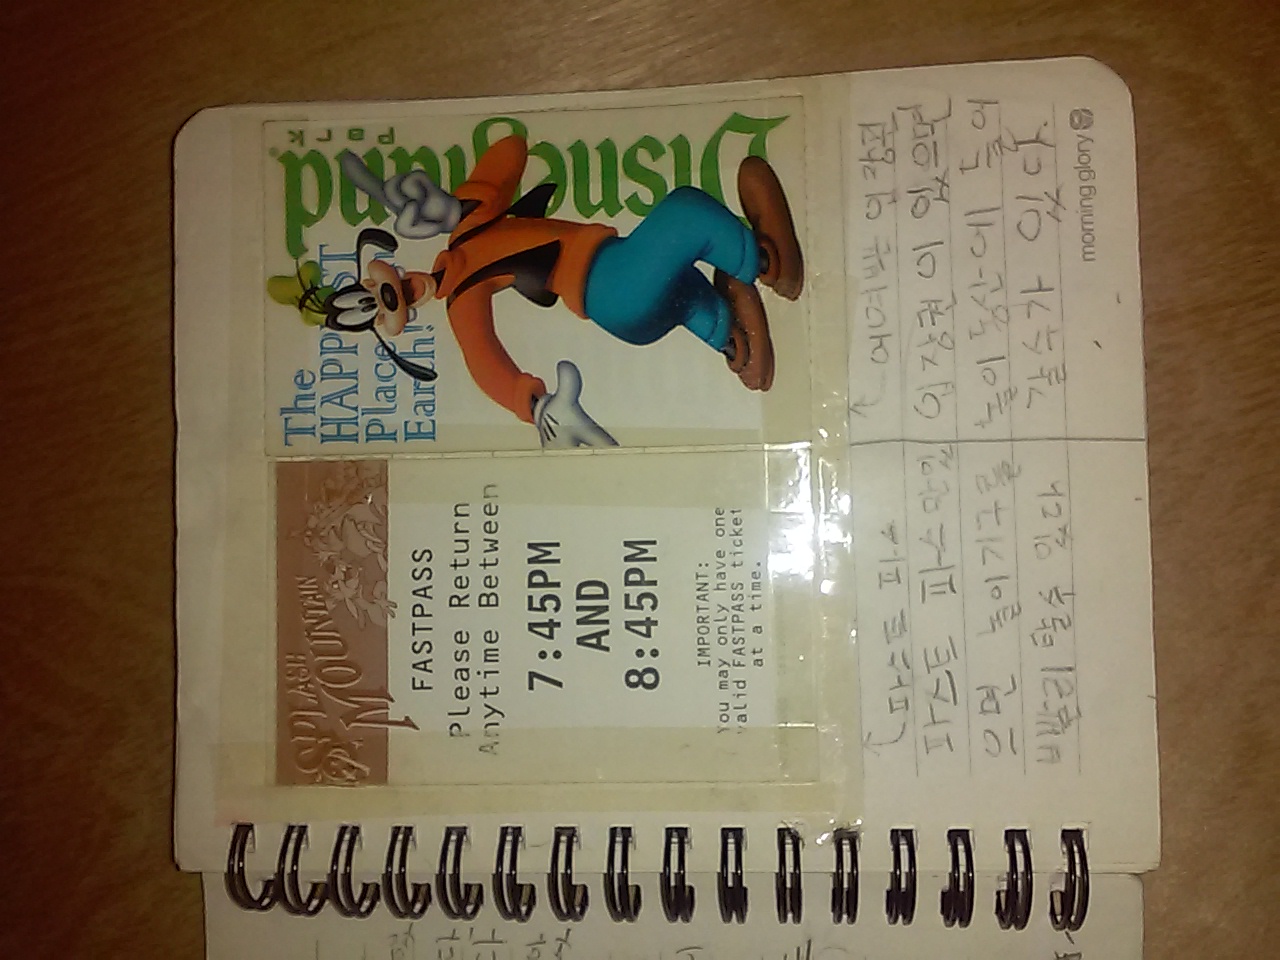 SPLASH
MOUNTAIN
FASTPASS
Please Return
Anytime Between
7:45PM
AND
8:45PM
IMPORTANT:
You may only have one
valid FASTPASS ticket
at a time.
The
HAPPIEST
Place on
Earth!
Disneyland®
Park
파스트 파스
파스트 파스만 있
으면 놀이기구를
빨리 탈수 있다
어여쁜 입장권
입장권이 있으면
놀이동산에 들어
갈수가 있다.
morning glory